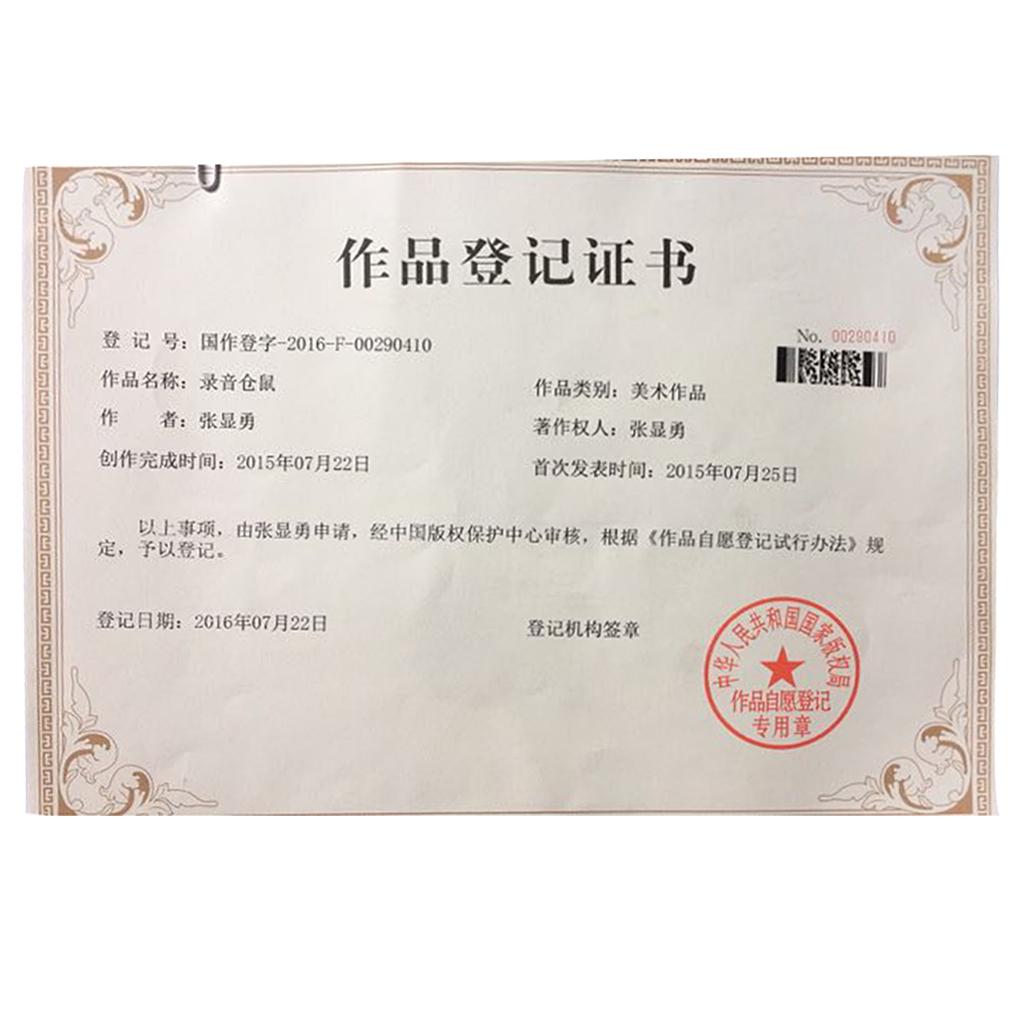 作品登记证书
No. 00290410
登 记 号：国作登字-2016-F-00290410
作品名称：录音仓鼠
作品类别：美术作品
作 者：张显勇
著作权人：张显勇
创作完成时间：2015年07月22日
首次发表时间：2015年07月25日
以上事项，由张显勇申请，经中国版权保护中心审核，根据《作品自愿登记试行办法》规
定，予以登记。
登记日期：2016年07月22日
登记机构签章
中华人民共和国国家版权局
作品自愿登记
专用章